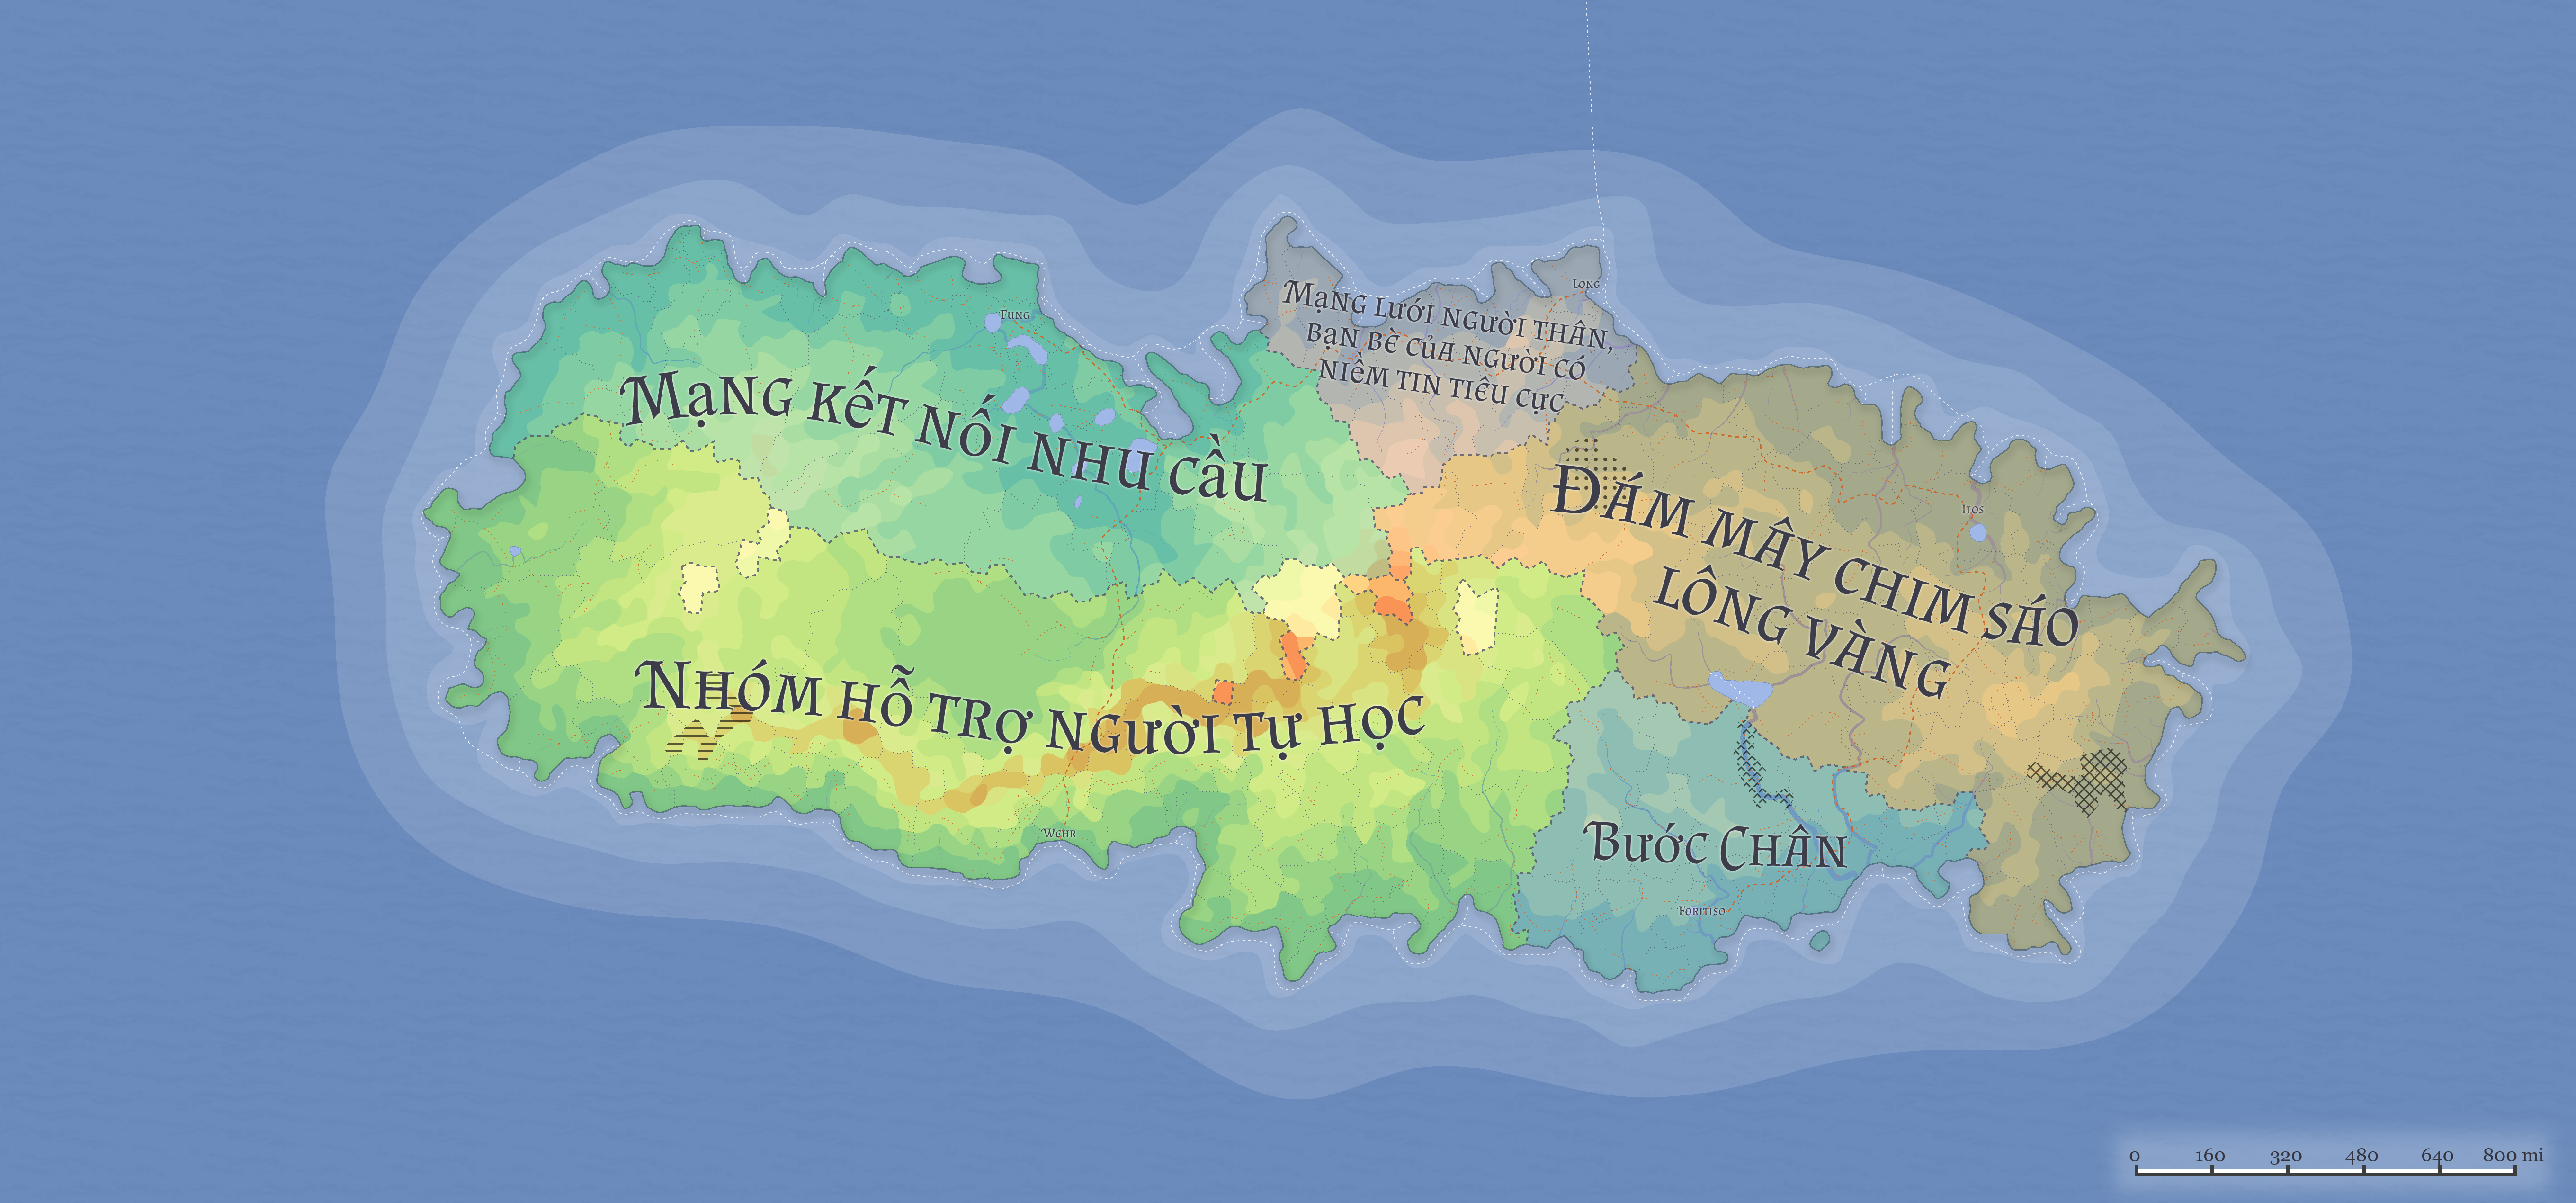 Long
Mạng lưới người thân,
bạn bè của người có
niềm tin tiêu cực
Fung
Mạng kết nối nhu cầu
Đám mây chim sáo
lông vàng
Ilos
Nhóm hỗ trợ người tự học
Wehr
Bước Chân
Foritiso
0 160 320 480 640 800 mi